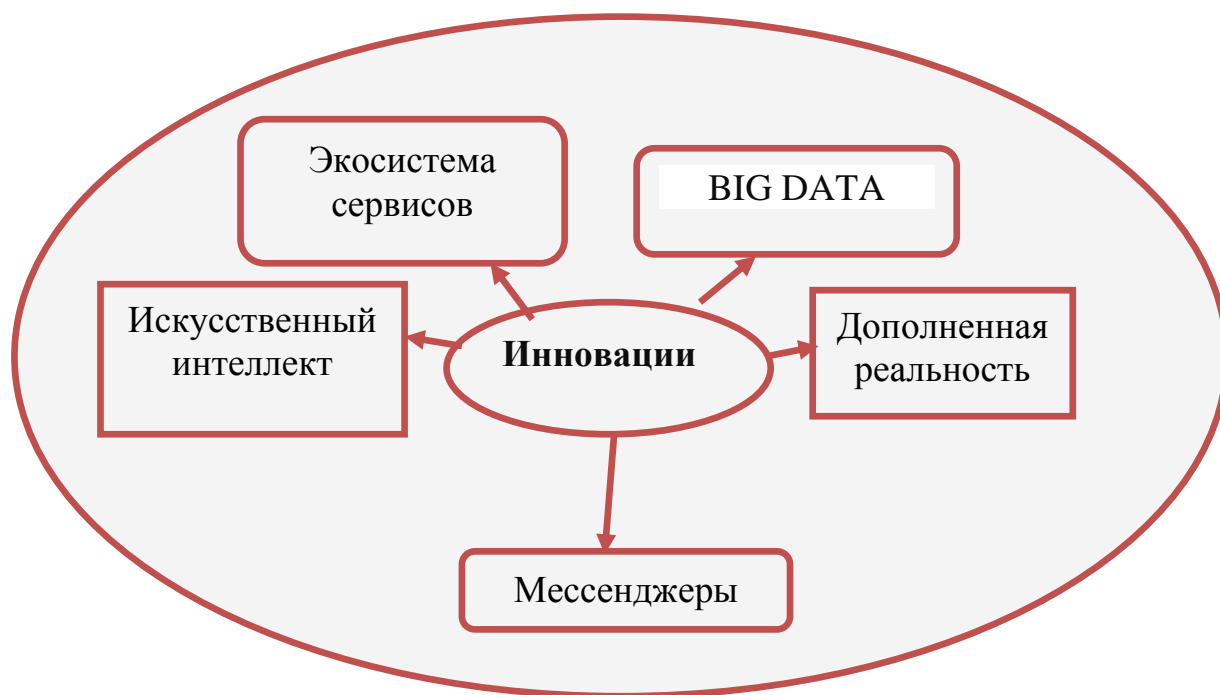 Экосистема
сервисов
BIG DATA
Искусственный
интеллект
Инновации
Дополненная
реальность
Мессенджеры